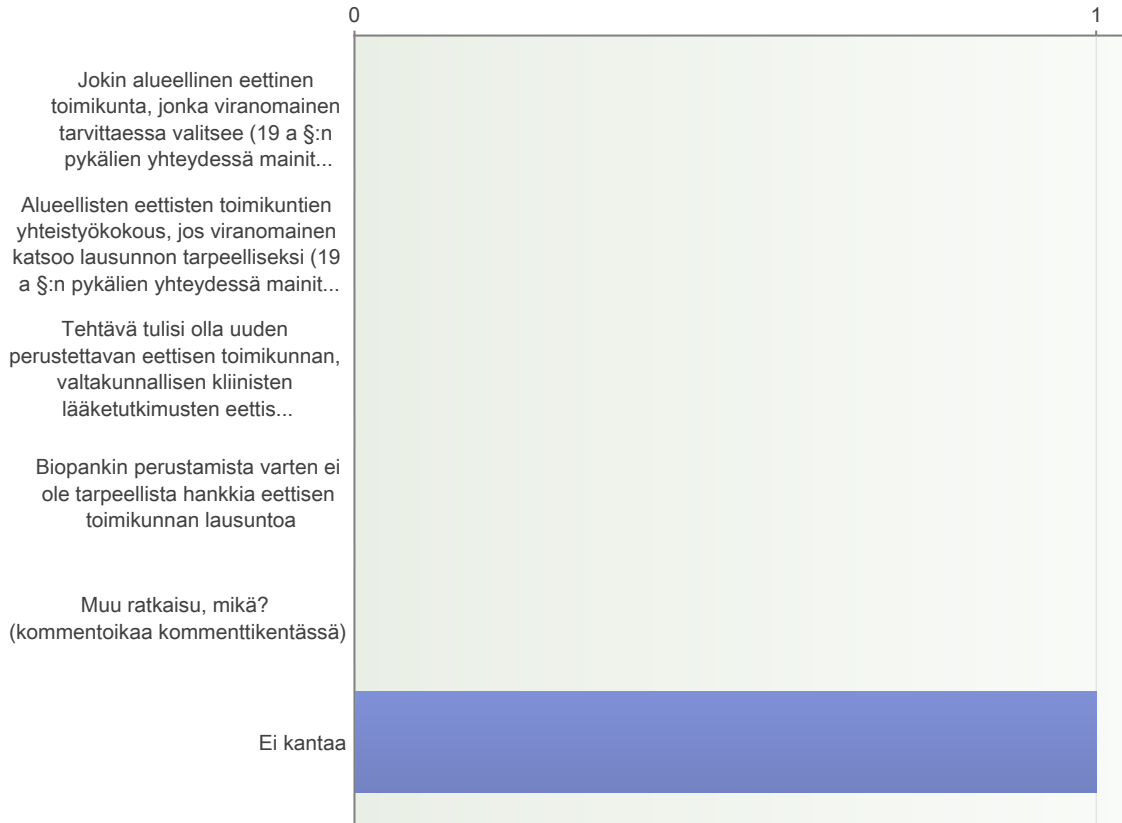 0 1
Jokin alueellinen eettinen
toimikunta, jonka viranomainen
tarvittaessa valitsee (19 a §:n
pykälien yhteydessä mainit...
Alueellisten eettisten toimikuntien
yhteistyökokous, jos viranomainen
katsoo lausunnon tarpeelliseksi (19
a §:n pykälien yhteydessä mainit...
Tehtävä tulisi olla uuden
perustettavan eettisen toimikunnan,
valtakunnallisen kliinisten
lääketutkimusten eettis...
Biopankin perustamista varten ei
ole tarpeellista hankkia eettisen
toimikunnan lausuntoa
Muu ratkaisu, mikä?
(kommentoikaa kommenttikentässä)
Ei kantaa